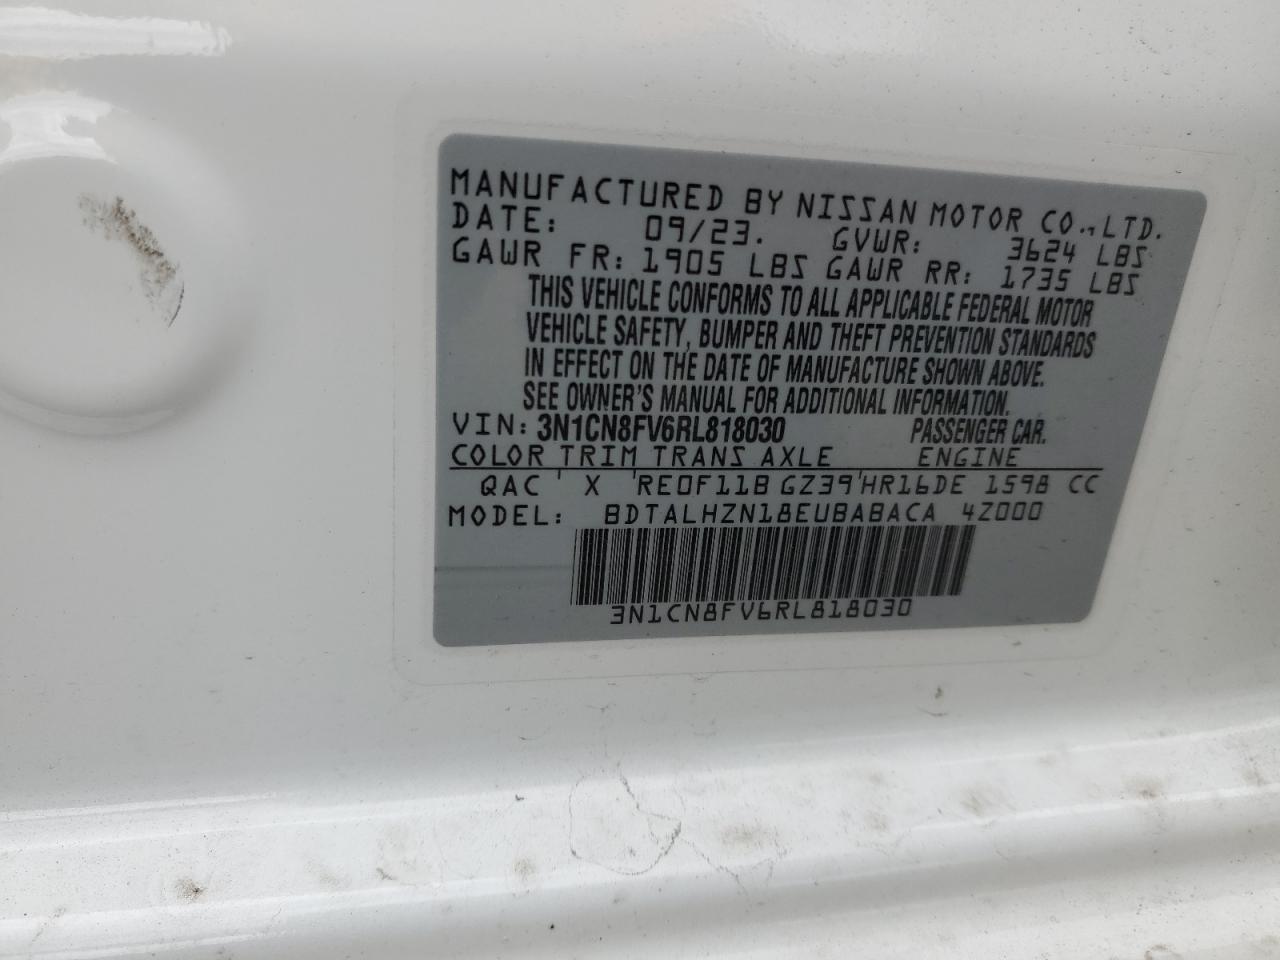 MANUFACTURED BY NISSAN MOTOR CO.,LTD.
DATE: 09/23. GVWR: 3624 LBS
GAWR FR: 1905 LBS GAWR RR: 1735 LBS
THIS VEHICLE CONFORMS TO ALL APPLICABLE FEDERAL MOTOR
VEHICLE SAFETY, BUMPER AND THEFT PREVENTION STANDARDS
IN EFFECT ON THE DATE OF MANUFACTURE SHOWN ABOVE.
SEE OWNER'S MANUAL FOR ADDITIONAL INFORMATION.
VIN: 3N1CN8FV6RL818030 PASSENGER CAR.
COLOR TRIM TRANS AXLE ENGINE
QAC X RE0F11B GZ39 HR16DE 1598 CC
MODEL: BDTALHZN18EUBABACA 4Z000
3N1CN8FV6RL818030